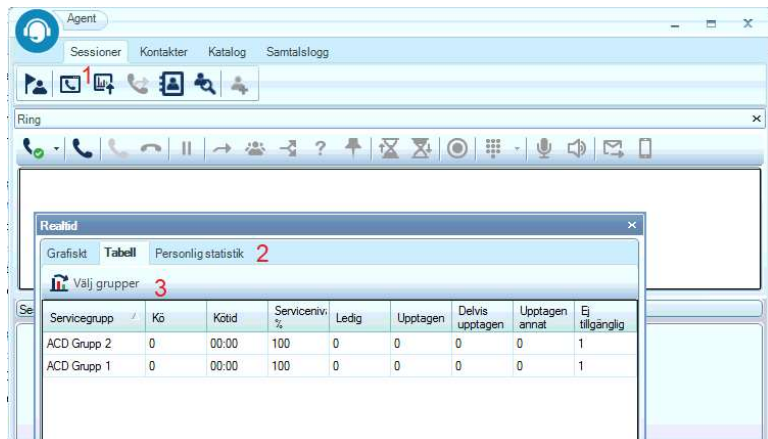 Agent
Sessioner Kontakter Katalog Samtalslogg
1
Ring
Realtid
Grafiskt Tabell Personlig statistik 2
Välj grupper 3
Servicegrupp Kö Kötid Servicenivå % Ledig Upptagen Delvis upptagen Upptagen annat Ej tillgänglig
ACD Grupp 2 0 00:00 100 0 0 0 0 1
ACD Grupp 1 0 00:00 100 0 0 0 0 1
Se